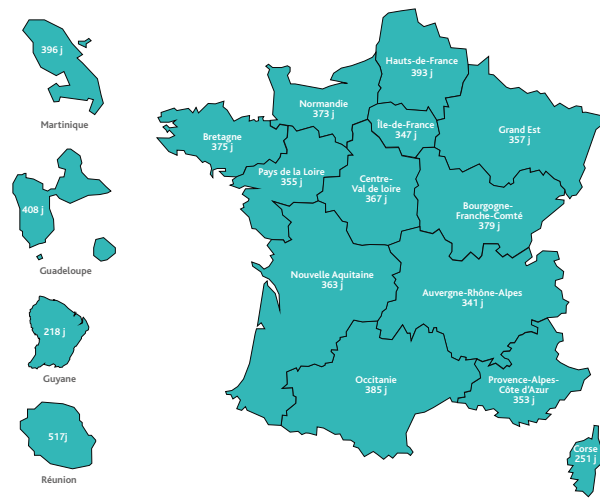 396 j
Martinique
408 j
Guadeloupe
218 j
Guyane
517j
Réunion
Hauts-de-France
393 j
Normandie
373 j
Île-de-France
347 j
Grand Est
357 j
Bretagne
375 j
Pays de la Loire
355 j
Centre-
Val de loire
367 j
Bourgogne-
Franche-Comté
379 j
Nouvelle Aquitaine
363 j
Auvergne-Rhône-Alpes
341 j
Occitanie
385 j
Provence-Alpes-
Côte d'Azur
353 j
Corse
251 j